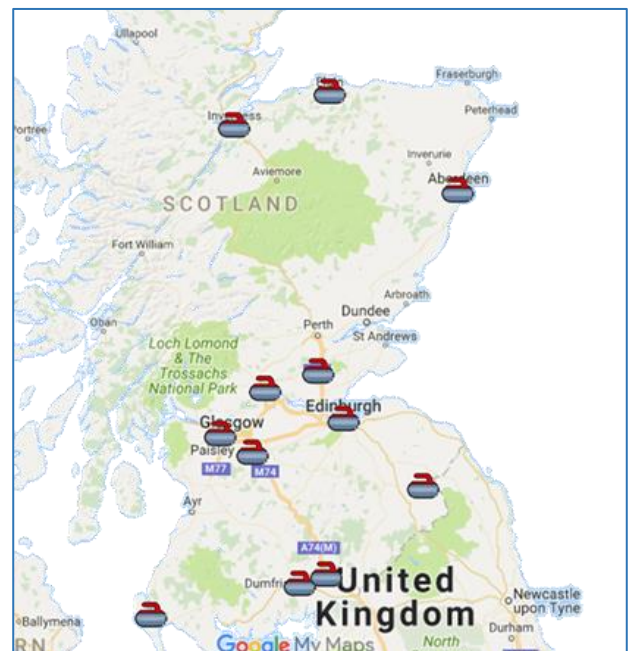 Ullapool
Fraserburgh
Peterhead
Portree
Inverurie
Aviemore
Aberdeen
SCOTLAND
Fort William
Arbroath
Dundee
Oban
Perth
St Andrews
Loch Lomond
& The
Trossachs
National Park
Edinburgh
Glasgow
Paisley
M77
M74
Ayr
A74(M)
United
Kingdom
Newcastle
upon Tyne
Ballymena
Durham
North
Google My Maps